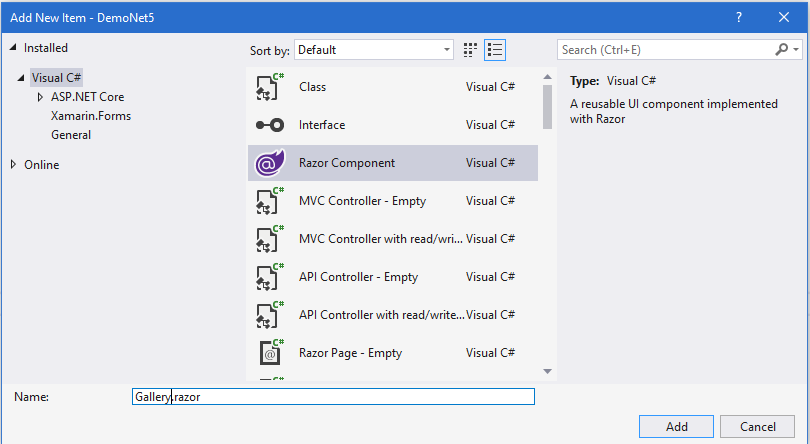 Add New Item - DemoNet5
? ×
Installed
Sort by: Default
Search (Ctrl+E)
Visual C#
ASP.NET Core
Xamarin.Forms
General
Online
Class Visual C#
Interface Visual C#
Razor Component Visual C#
MVC Controller - Empty Visual C#
MVC Controller with read/wri... Visual C#
API Controller - Empty Visual C#
API Controller with read/write... Visual C#
Razor Page - Empty Visual C#
Type: Visual C#
A reusable UI component implemented
with Razor
Name: Gallery.razor
Add Cancel